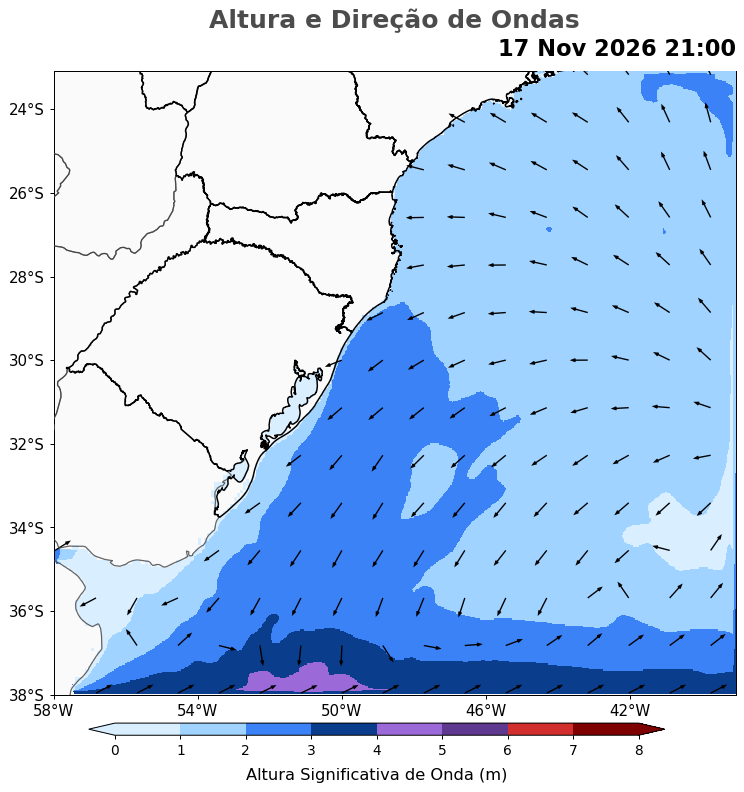 Altura e Direção de Ondas
17 Nov 2026 21:00
24°S
26°S
28°S
30°S
32°S
34°S
36°S
38°S
58°W 54°W 50°W 46°W 42°W
0 1 2 3 4 5 6 7 8
Altura Significativa de Onda (m)